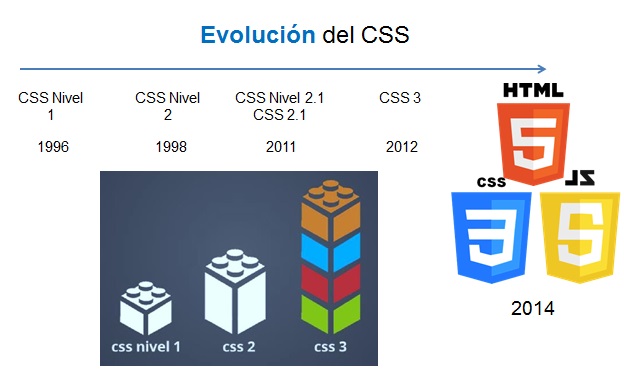 Evolución del CSS
CSS Nivel
1
1996
CSS Nivel
2
1998
CSS Nivel 2.1
CSS 2.1
2011
CSS 3
2012
HTML
5
css
3
JS
5
2014
css nivel 1
css 2
css 3